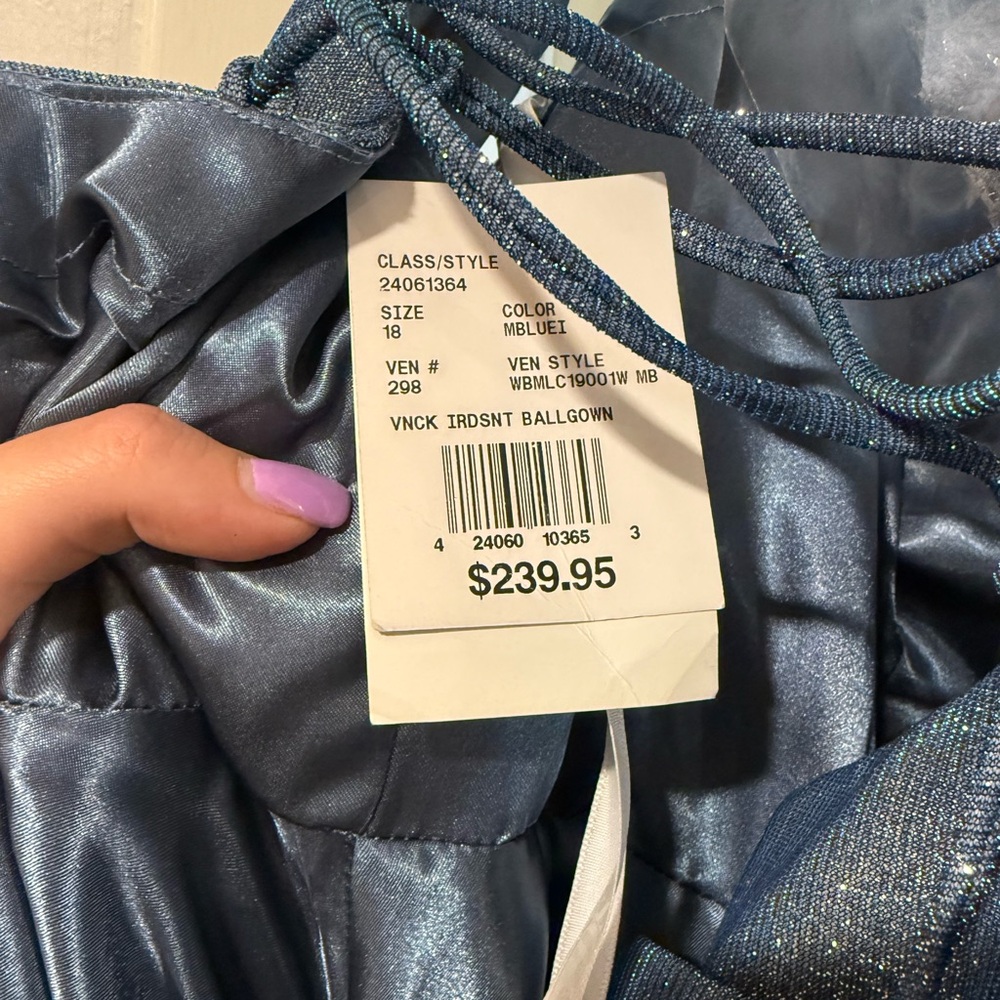 CLASS/STYLE
24061364
SIZE COLOR
18 MBLUEI
VEN # VEN STYLE
298 WBMLC19001W MB
VNCK IRDSNT BALLGOWN
4 24060 10365 3
$239.95